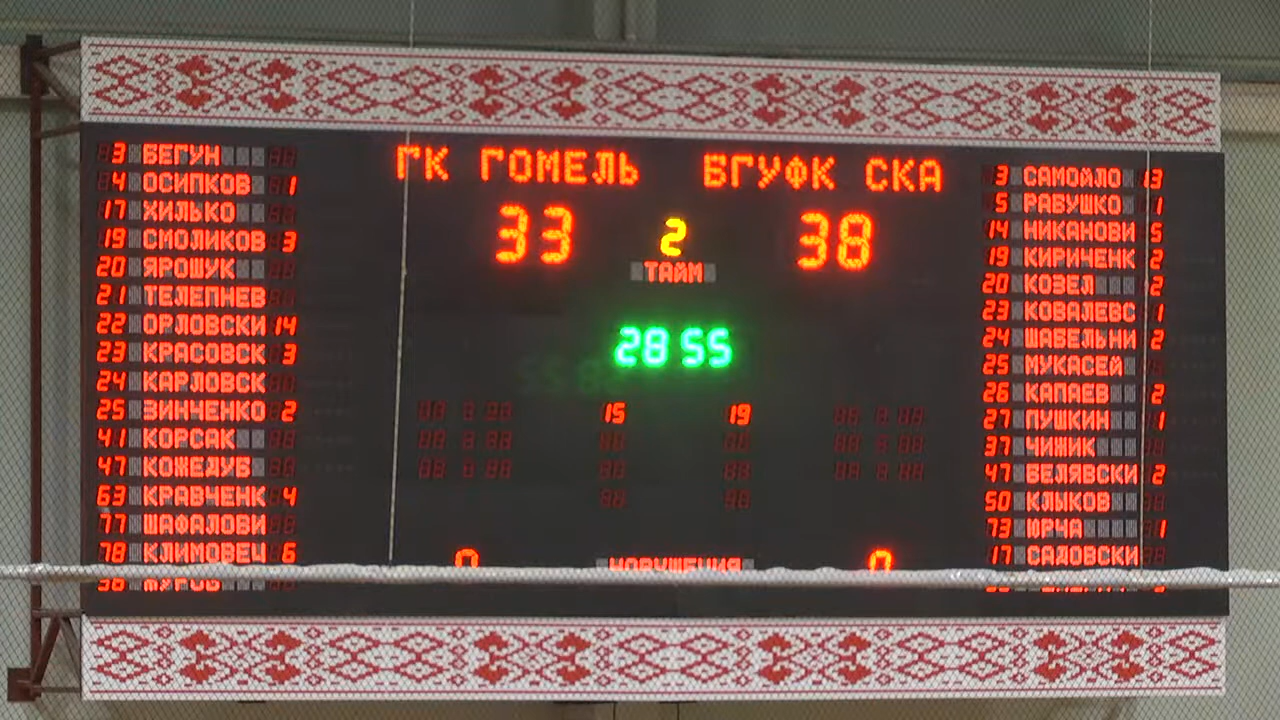 ГК ГОМЕЛЬ БГУФК СКА
33 2 38
ТАЙМ
28 55
15 19
0 НАРУШЕНИЯ 0
3 БЕГУН
4 ОСИПКОВ 1
17 ХИЛЬКО
19 СМОЛИКОВ 3
20 ЯРОШУК
21 ТЕЛЕПНЕВ
22 ОРЛОВСКИ 14
23 КРАСОВСК 3
24 КАРЛОВСК
25 ЗИНЧЕНКО 2
41 КОРСАК
47 КОЖЕДУБ
63 КРАВЧЕНК 4
77 ШАФАЛОВИ
78 КЛИМОВЕЦ 6
3 САМОЙЛО 13
5 РАВУШКО 1
14 НИКАНОВИ 5
19 КИРИЧЕНК 2
20 КОЗЕЛ 2
23 КОВАЛЕВС 1
24 ШАБЕЛЬНИ 2
25 МУКАСЕЙ
26 КАПАЕВ 2
27 ПУШКИН 1
37 ЧИЖИК
47 БЕЛЯВСКИ 2
50 КЛЫКОВ
73 ЮРЧА 1
17 САДОВСКИ